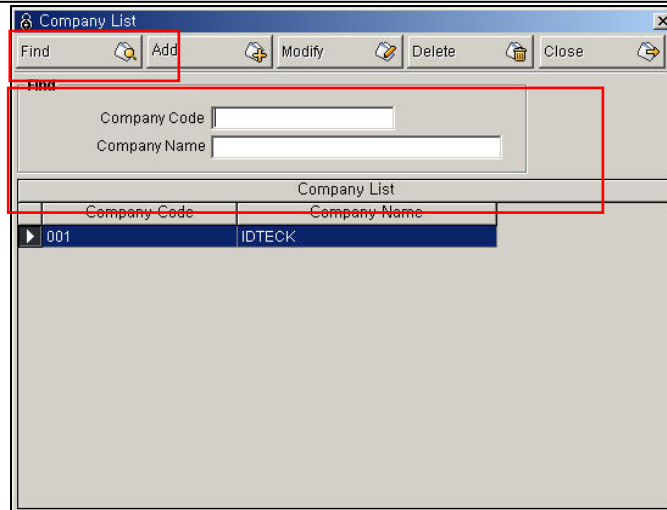 Company List
Find Add Modify Delete Close
Find
Company Code
Company Name
Company List
Company Code Company Name
001 IDTECK